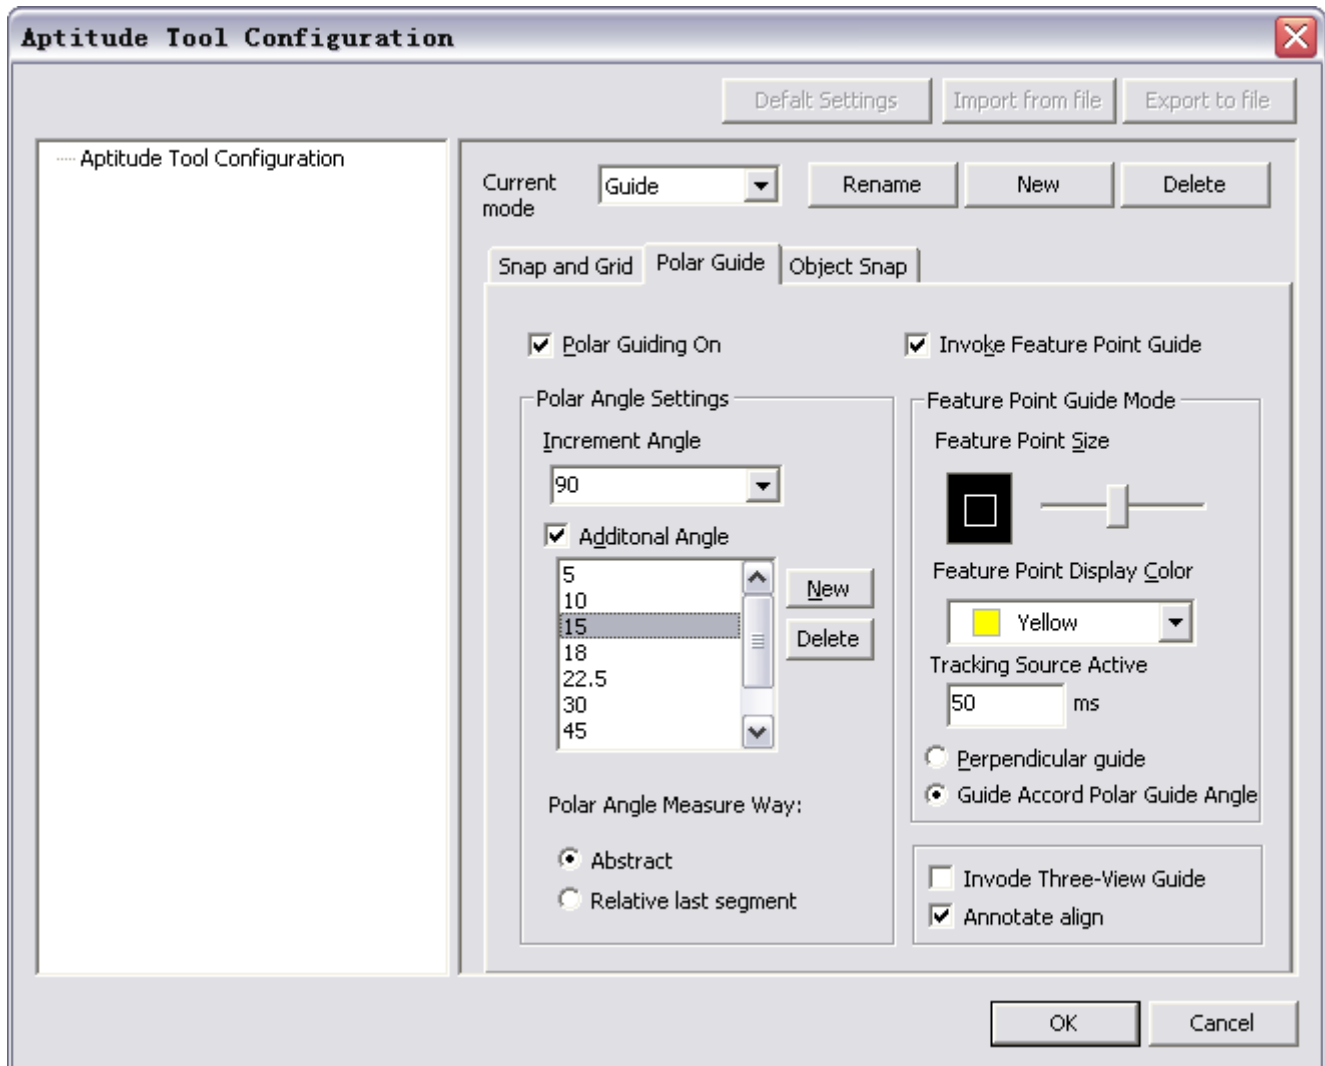 Aptitude Tool Configuration
Defalt Settings
Import from file
Export to file
Aptitude Tool Configuration
Current
mode
Guide
Rename
New
Delete
Snap and Grid
Polar Guide
Object Snap
Polar Guiding On
Invoke Feature Point Guide
Polar Angle Settings
Increment Angle
90
Additonal Angle
5
10
15
18
22.5
30
45
New
Delete
Polar Angle Measure Way:
Abstract
Relative last segment
Feature Point Guide Mode
Feature Point Size
Feature Point Display Color
Yellow
Tracking Source Active
50 ms
Perpendicular guide
Guide Accord Polar Guide Angle
Invode Three-View Guide
Annotate align
OK
Cancel